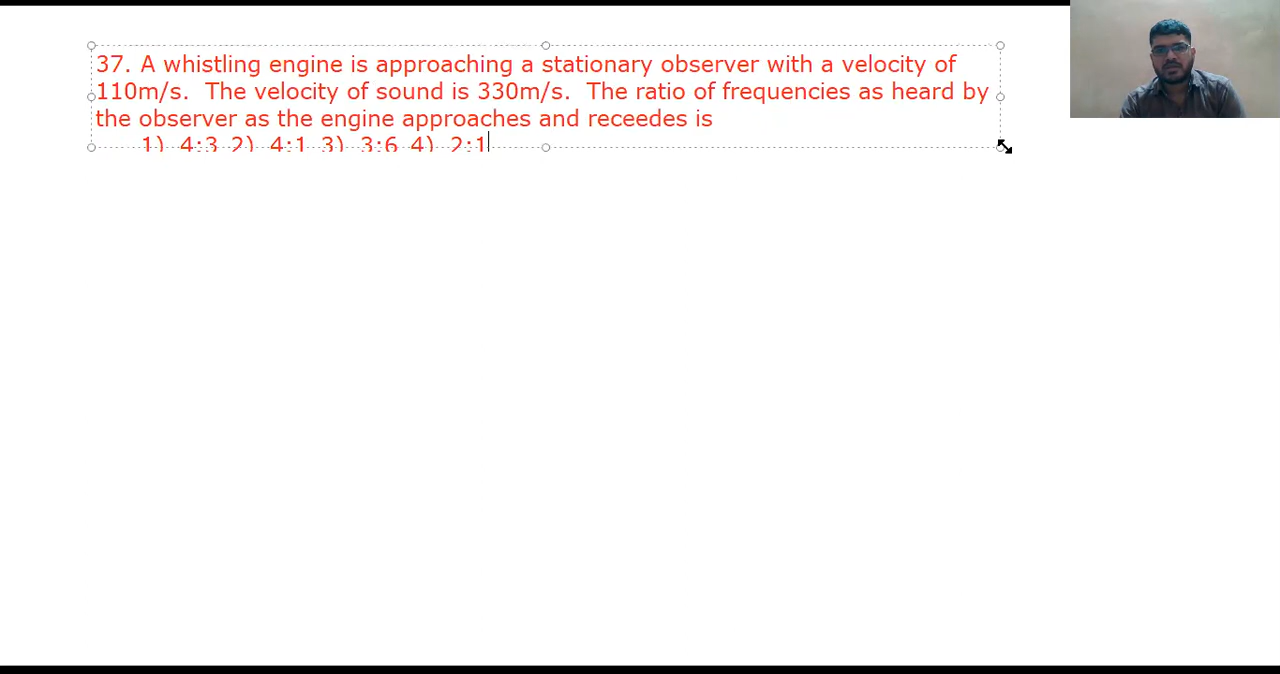 37. A whistling engine is approaching a stationary observer with a velocity of
110m/s. The velocity of sound is 330m/s. The ratio of frequencies as heard by
the observer as the engine approaches and receedes is
1) 4:3 2) 4:1 3) 3:6 4) 2:1